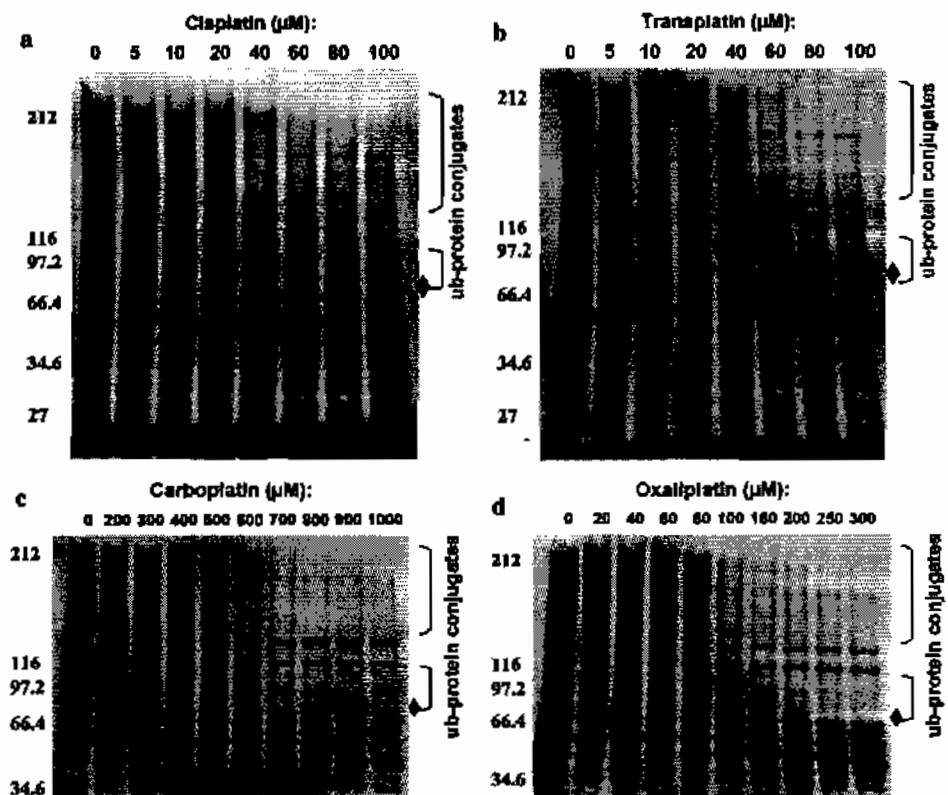 a
Cisplatin (µM):
0 5 10 20 40 60 80 100
212
116
97.2
66.4
34.6
27
ub-protein conjugates
b
Transplatin (µM):
0 5 10 20 40 60 80 100
212
116
97.2
66.4
34.6
27
ub-protein conjugates
c
Carboplatin (µM):
0 200 300 400 500 600 700 800 900 1000
212
116
97.2
66.4
34.6
ub-protein conjugates
d
Oxaliplatin (µM):
0 20 40 60 80 100 160 200 250 300
212
116
97.2
66.4
34.6
ub-protein conjugates